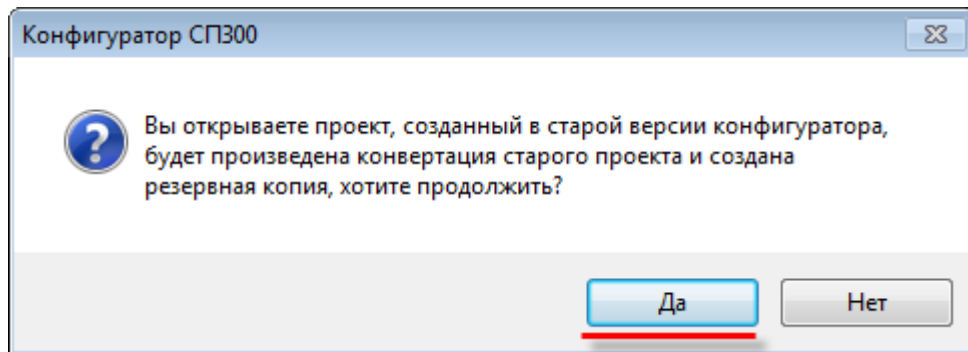 Конфигуратор СП300
Вы открываете проект, созданный в старой версии конфигуратора,
будет произведена конвертация старого проекта и создана
резервная копия, хотите продолжить?
Да
Нет